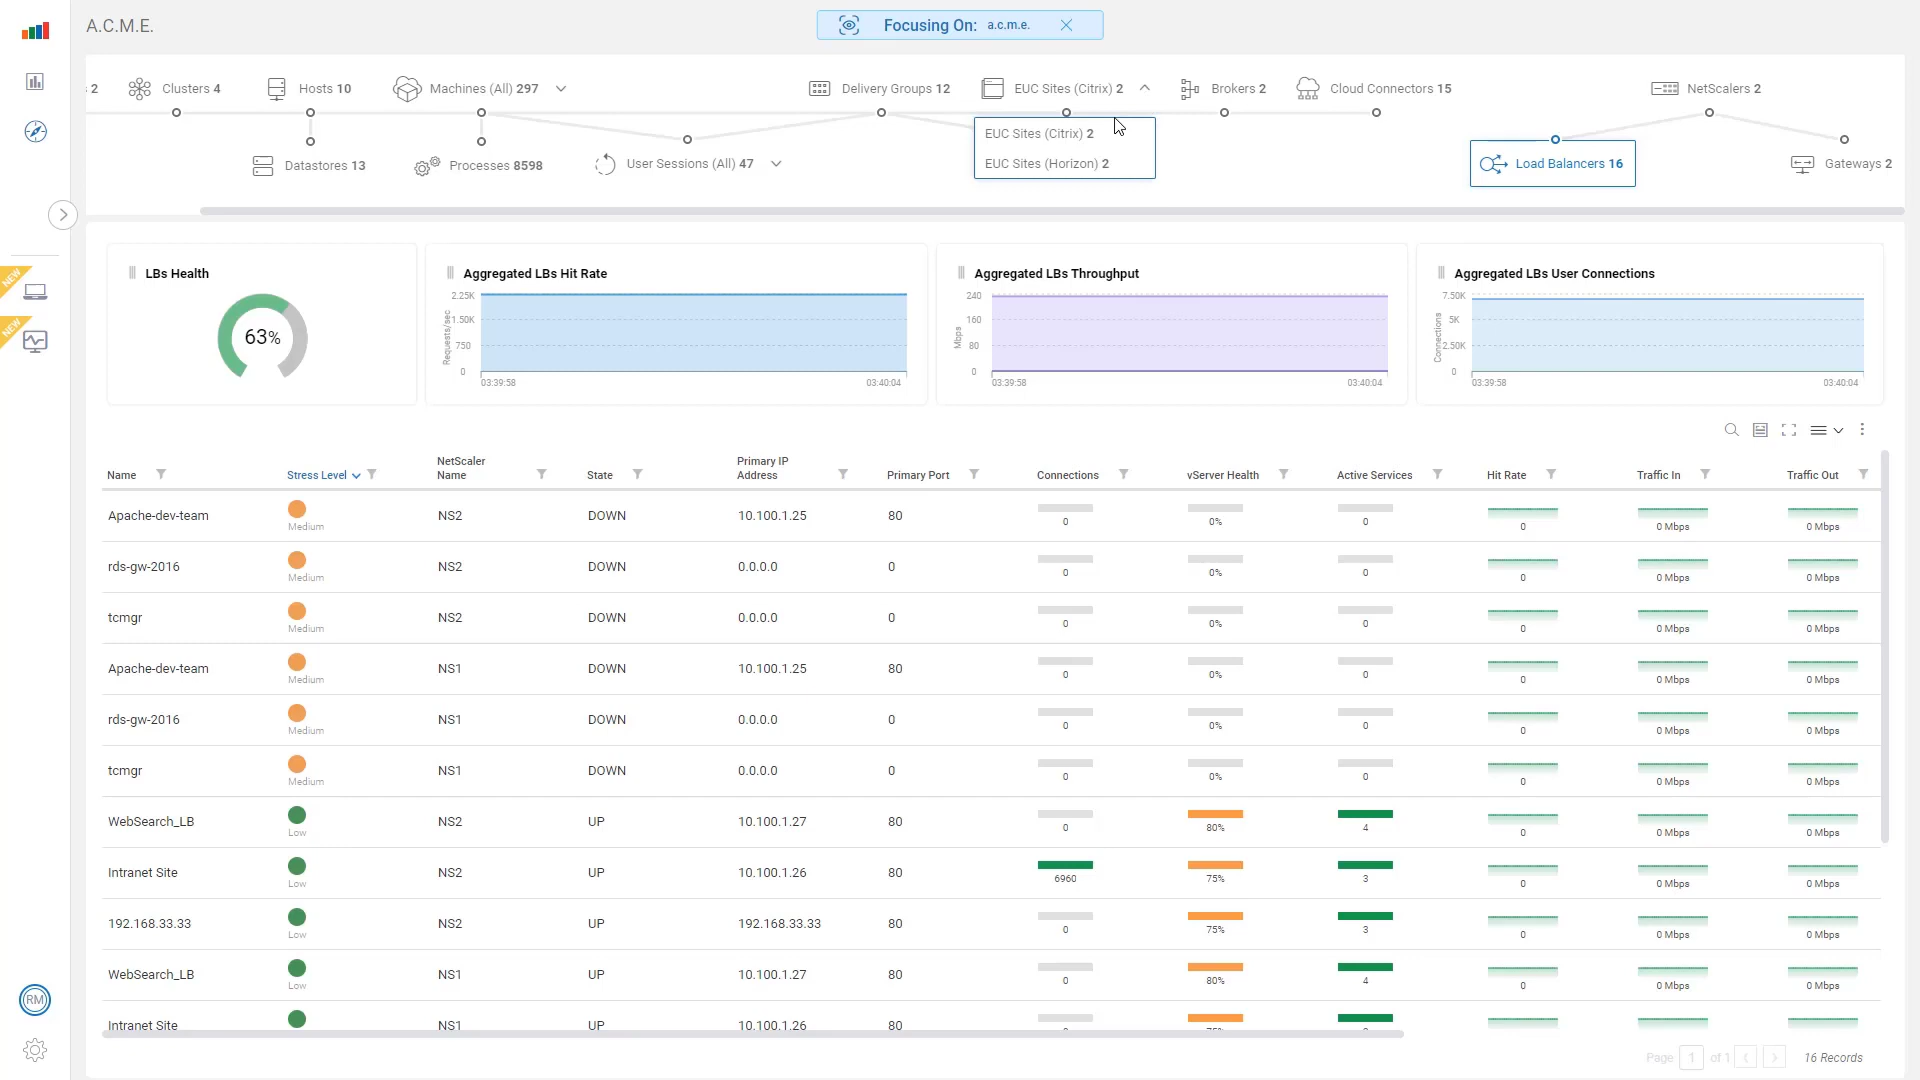 A.C.M.E.
Focusing On: a.c.m.e.
s 2
Clusters 4
Hosts 10
Machines (All) 297
Delivery Groups 12
EUC Sites (Citrix) 2
Brokers 2
Cloud Connectors 15
NetScalers 2
EUC Sites (Citrix) 2
EUC Sites (Horizon) 2
Datastores 13
Processes 8598
User Sessions (All) 47
Load Balancers 16
Gateways 2
NEW
NEW
LBs Health
63%
Aggregated LBs Hit Rate
Requests/sec
2.25K
1.50K
750
0
03:39:58 03:40:04
Aggregated LBs Throughput
Mbps
240
160
80
0
03:39:58 03:40:04
Aggregated LBs User Connections
Connections
7.50K
5K
2.50K
0
03:39:58 03:40:04
Name Stress Level NetScaler Name State Primary IP Address Primary Port Connections vServer Health Active Services Hit Rate Traffic In Traffic Out
Apache-dev-team Medium NS2 DOWN 10.100.1.25 80 0 0% 0 0 0 Mbps 0 Mbps
rds-gw-2016 Medium NS2 DOWN 0.0.0.0 0 0 0% 0 0 0 Mbps 0 Mbps
tcmgr Medium NS2 DOWN 0.0.0.0 0 0 0% 0 0 0 Mbps 0 Mbps
Apache-dev-team Medium NS1 DOWN 10.100.1.25 80 0 0% 0 0 0 Mbps 0 Mbps
rds-gw-2016 Medium NS1 DOWN 0.0.0.0 0 0 0% 0 0 0 Mbps 0 Mbps
tcmgr Medium NS1 DOWN 0.0.0.0 0 0 0% 0 0 0 Mbps 0 Mbps
WebSearch_LB Low NS2 UP 10.100.1.27 80 0 80% 4 0 0 Mbps 0 Mbps
Intranet Site Low NS2 UP 10.100.1.26 80 6960 75% 3 0 0 Mbps 0 Mbps
192.168.33.33 Low NS2 UP 192.168.33.33 80 0 75% 3 0 0 Mbps 0 Mbps
WebSearch_LB Low NS1 UP 10.100.1.27 80 0 80% 4 0 0 Mbps 0 Mbps
Intranet Site NS1 UP 10.100.1.26 80
RM
Page 1 of 1 16 Records